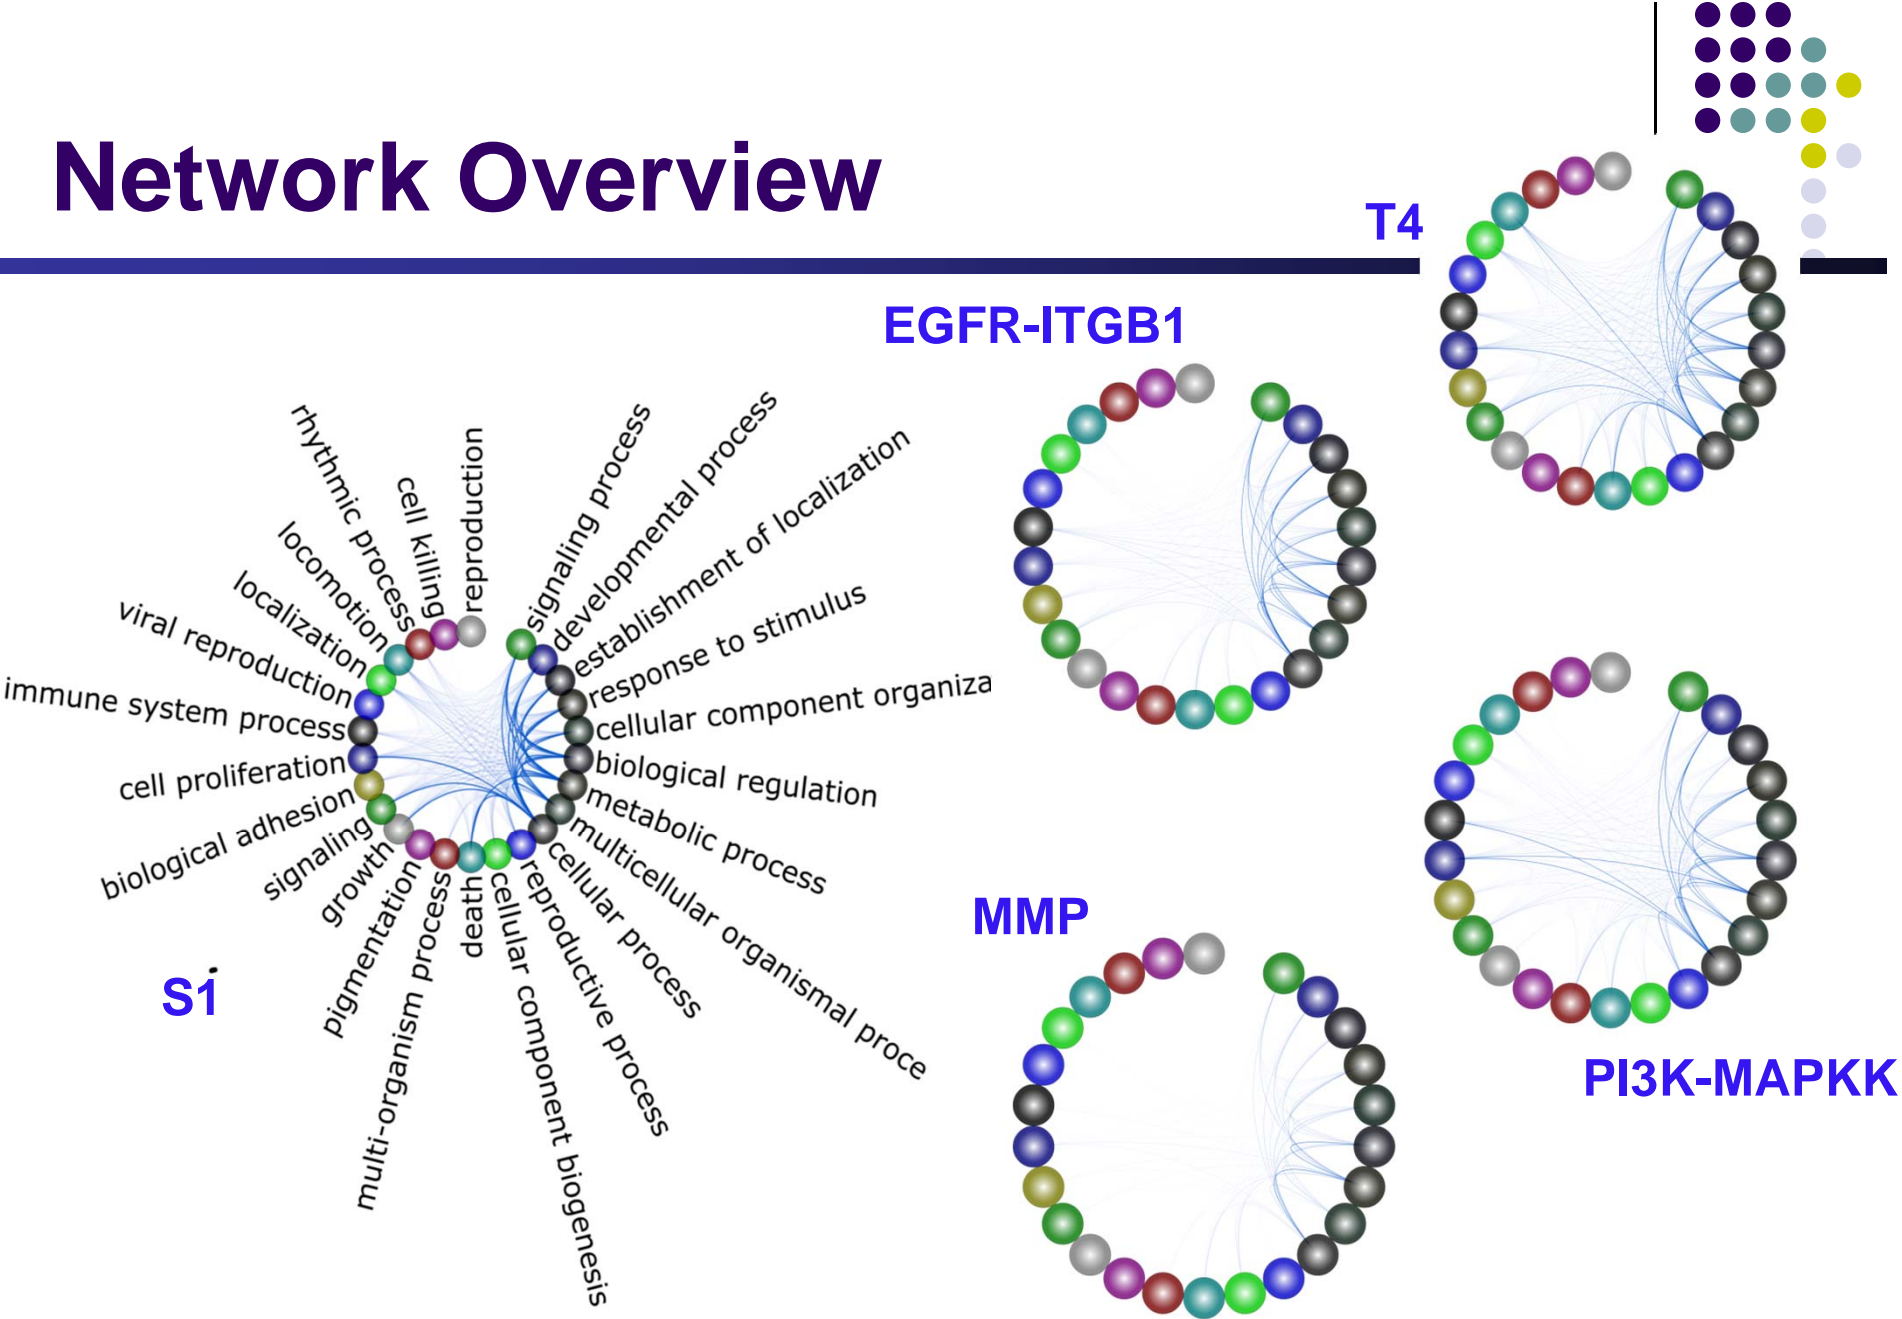 Network Overview
T4
EGFR-ITGB1
rhythmic process
cell killing
reproduction
signaling process
developmental process
establishment of localization
response to stimulus
cellular component organiza
biological regulation
metabolic process
multicellular organismal proce
cellular process
reproductive process
cellular component biogenesis
death
multi-organism process
pigmentation
growth
signaling
biological adhesion
cell proliferation
immune system process
viral reproduction
localization
locomotion
S1
MMP
PI3K-MAPKK